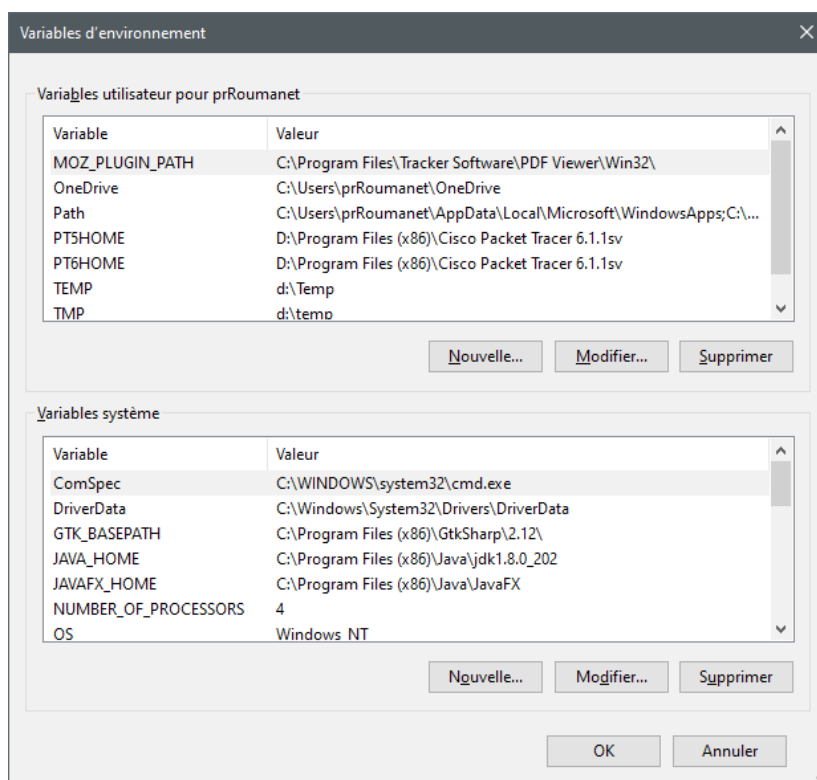 Variables d’environnement
Variables utilisateur pour prRoumanet
Variable Valeur
MOZ_PLUGIN_PATH C:\Program Files\Tracker Software\PDF Viewer\Win32\
OneDrive C:\Users\prRoumanet\OneDrive
Path C:\Users\prRoumanet\AppData\Local\Microsoft\WindowsApps;C:\...
PT5HOME D:\Program Files (x86)\Cisco Packet Tracer 6.1.1sv
PT6HOME D:\Program Files (x86)\Cisco Packet Tracer 6.1.1sv
TEMP d:\Temp
TMP d:\temp
Nouvelle... Modifier... Supprimer
Variables système
Variable Valeur
ComSpec C:\WINDOWS\system32\cmd.exe
DriverData C:\Windows\System32\Drivers\DriverData
GTK_BASEPATH C:\Program Files (x86)\GtkSharp\2.12\
JAVA_HOME C:\Program Files (x86)\Java\jdk1.8.0_202
JAVAFX_HOME C:\Program Files (x86)\Java\JavaFX
NUMBER_OF_PROCESSORS 4
OS Windows_NT
Nouvelle... Modifier... Supprimer
OK Annuler